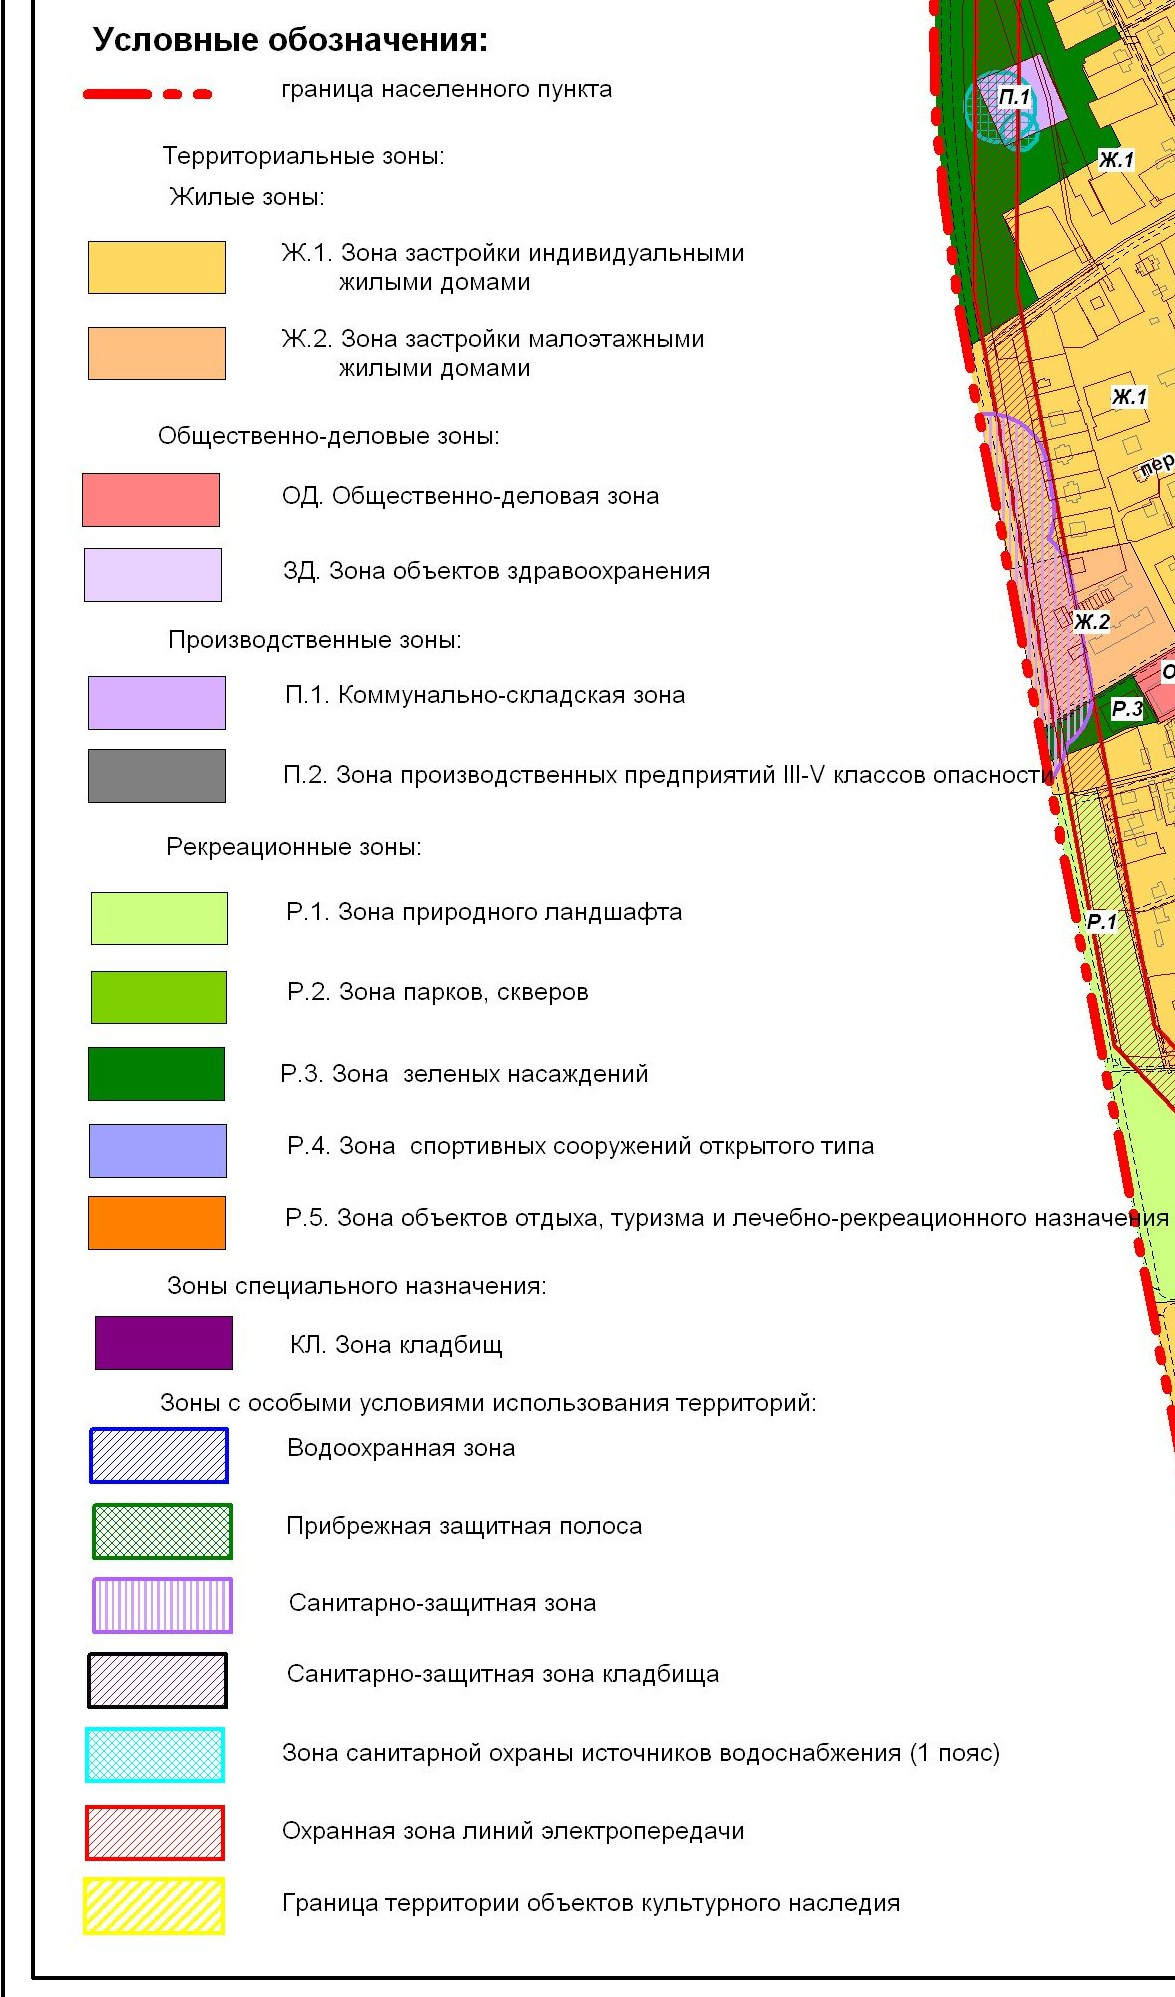 Условные обозначения:
граница населенного пункта
Территориальные зоны:
Жилые зоны:
Ж.1. Зона застройки индивидуальными
жилыми домами
Ж.2. Зона застройки малоэтажными
жилыми домами
Общественно-деловые зоны:
ОД. Общественно-деловая зона
ЗД. Зона объектов здравоохранения
Производственные зоны:
П.1. Коммунально-складская зона
П.2. Зона производственных предприятий III-V классов опасности
Рекреационные зоны:
Р.1. Зона природного ландшафта
Р.2. Зона парков, скверов
Р.3. Зона зеленых насаждений
Р.4. Зона спортивных сооружений открытого типа
Р.5. Зона объектов отдыха, туризма и лечебно-рекреационного назначения
Зоны специального назначения:
КЛ. Зона кладбищ
Зоны с особыми условиями использования территорий:
Водоохранная зона
Прибрежная защитная полоса
Санитарно-защитная зона
Санитарно-защитная зона кладбища
Зона санитарной охраны источников водоснабжения (1 пояс)
Охранная зона линий электропередачи
Граница территории объектов культурного наследия
П.1
Ж.1
Ж.1
пер
Ж.2
О
Р.3
Р.1